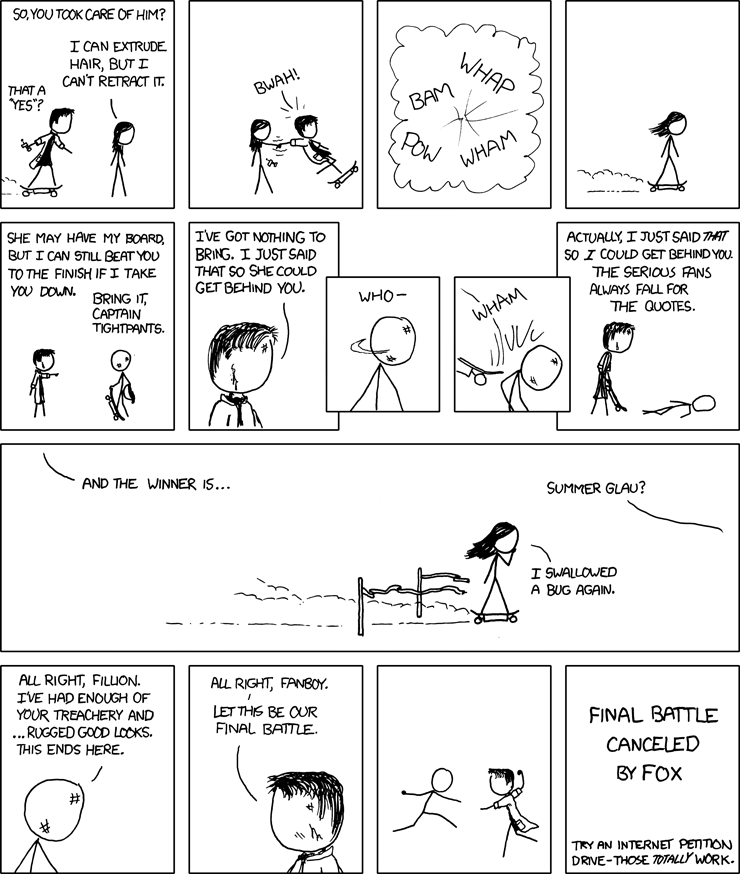 SO, YOU TOOK CARE OF HIM?
I CAN EXTRUDE
HAIR, BUT I
CAN'T RETRACT IT.
THAT A
"YES"?
BWAH!
WHAP
BAM
POW
WHAM
SHE MAY HAVE MY BOARD,
BUT I CAN STILL BEAT YOU
TO THE FINISH IF I TAKE
YOU DOWN.
BRING IT,
CAPTAIN
TIGHTPANTS.
I'VE GOT NOTHING TO
BRING. I JUST SAID
THAT SO SHE COULD
GET BEHIND YOU.
WHO-
WHAM
ACTUALLY, I JUST SAID THAT
SO I COULD GET BEHIND YOU.
THE SERIOUS FANS
ALWAYS FALL FOR
THE QUOTES.
AND THE WINNER IS...
SUMMER GLAU?
I SWALLOWED
A BUG AGAIN.
ALL RIGHT, FILLION.
I'VE HAD ENOUGH OF
YOUR TREACHERY AND
...RUGGED GOOD LOOKS.
THIS ENDS HERE.
ALL RIGHT, FANBOY.
LET THIS BE OUR
FINAL BATTLE.
FINAL BATTLE
CANCELED
BY FOX
TRY AN INTERNET PETITION
DRIVE-THOSE TOTALLY WORK.